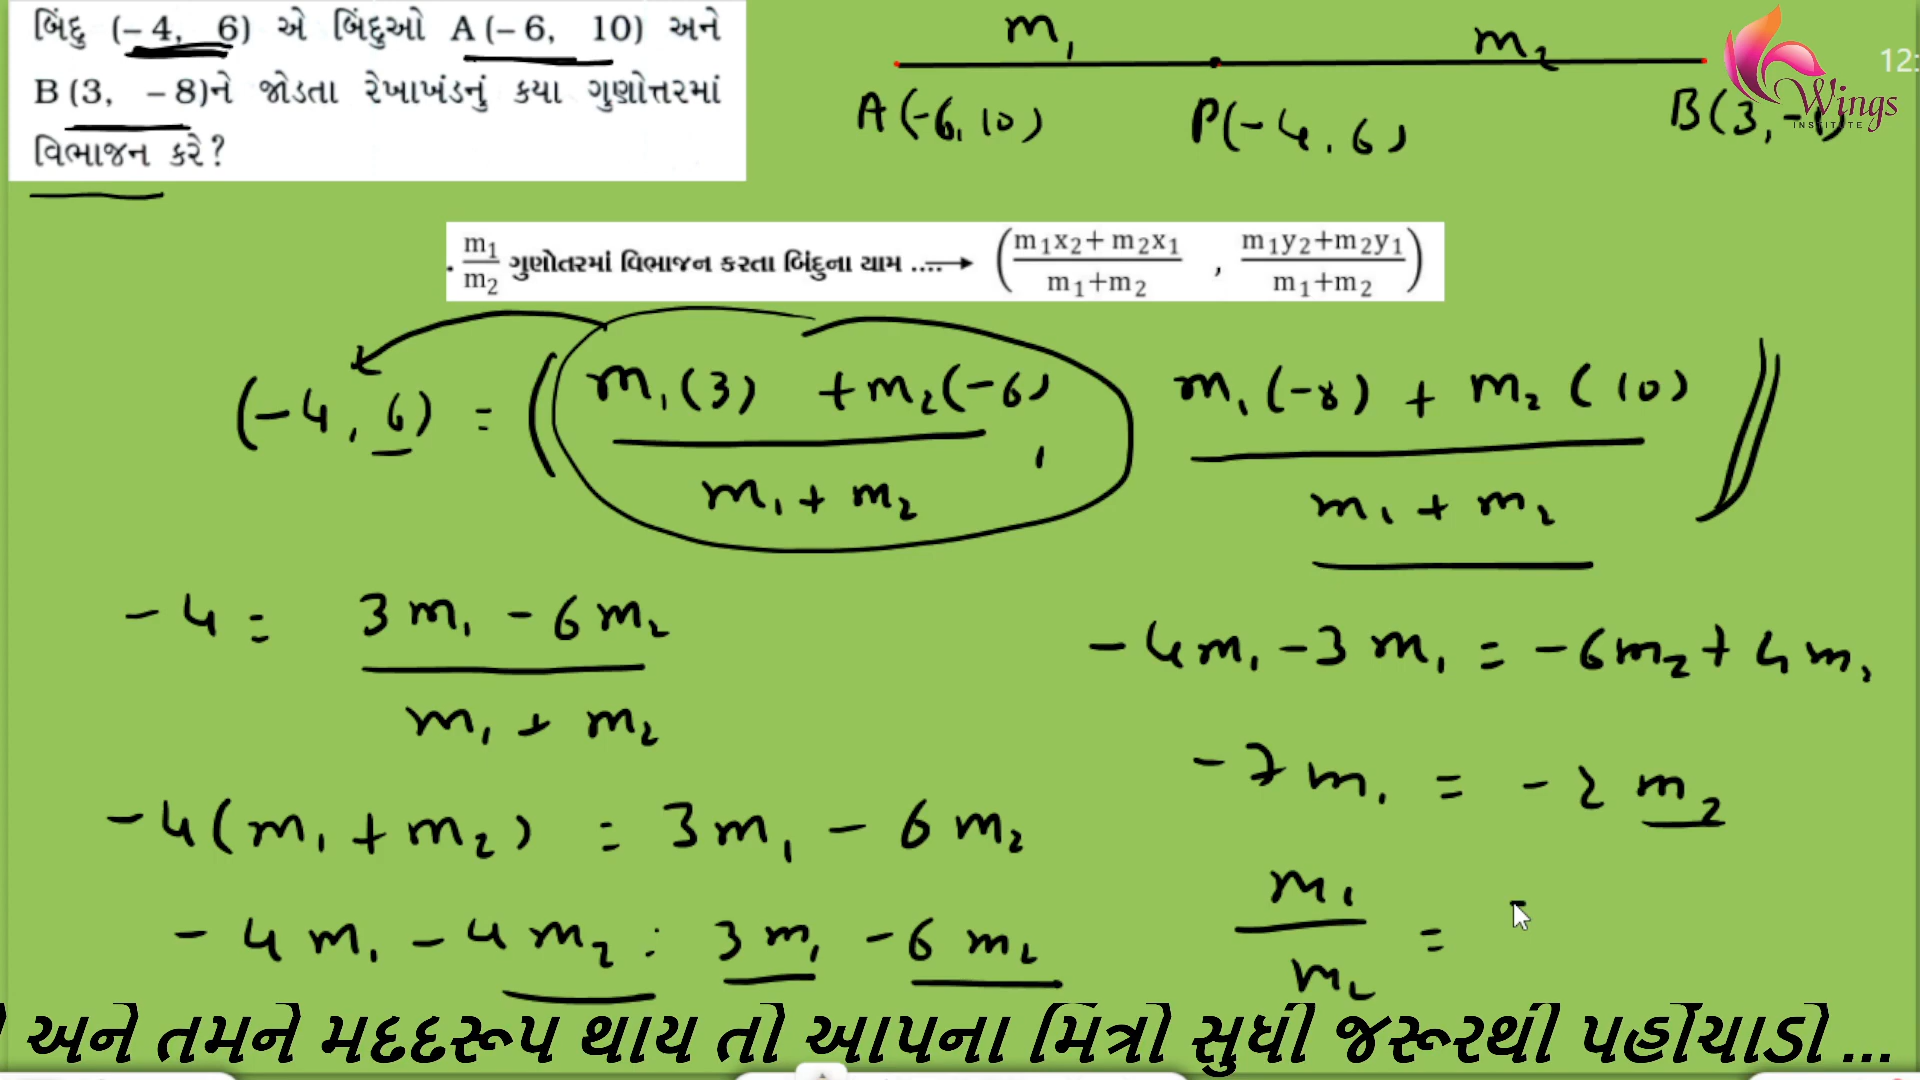 બિંદુ (– 4, 6) એ બિંદુઓ A (– 6, 10) અને
B (3, – 8)ને જોડતા રેખાખંડનું કયા ગુણોત્તરમાં
વિભાજન કરે?
m₁ m₂
A(-6,10) P(-4,6) B(3,-
Wings
INSTITUTE
12:
. m₁/m₂ ગુણોતરમાં વિભાજન કરતા બિંદુના યામ ....→ (m₁x₂+ m₂x₁/m₁+m₂ , m₁y₂+m₂y₁/m₁+m₂)
(-4, 6) = (m₁(3) +m₂(-6)/m₁+m₂ , m₁(-8) + m₂(10)/m₁+m₂)
-4 = 3m₁ - 6m₂/m₁ + m₂
-4(m₁+m₂) = 3m₁ - 6m₂
-4m₁ - 4m₂ = 3m₁ - 6m₂
-4m₁ - 3m₁ = -6m₂ + 4m₂
-7m₁ = -2m₂
m₁/m₂ =
અને તમને મદદરૂપ થાય તો આપના મિત્રો સુધી જરૂરથી પહોંચાડો ...